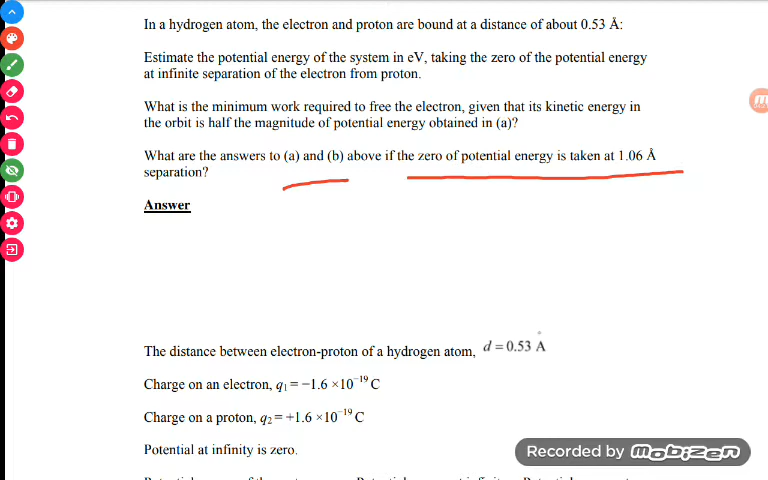 In a hydrogen atom, the electron and proton are bound at a distance of about 0.53 Å:
Estimate the potential energy of the system in eV, taking the zero of the potential energy
at infinite separation of the electron from proton.
What is the minimum work required to free the electron, given that its kinetic energy in
the orbit is half the magnitude of potential energy obtained in (a)?
What are the answers to (a) and (b) above if the zero of potential energy is taken at 1.06 Å
separation?
Answer
The distance between electron-proton of a hydrogen atom, d = 0.53 Å
Charge on an electron, q₁ = −1.6 ×10⁻¹⁹ C
Charge on a proton, q₂ = +1.6 ×10⁻¹⁹ C
Potential at infinity is zero.
Recorded by mobizen